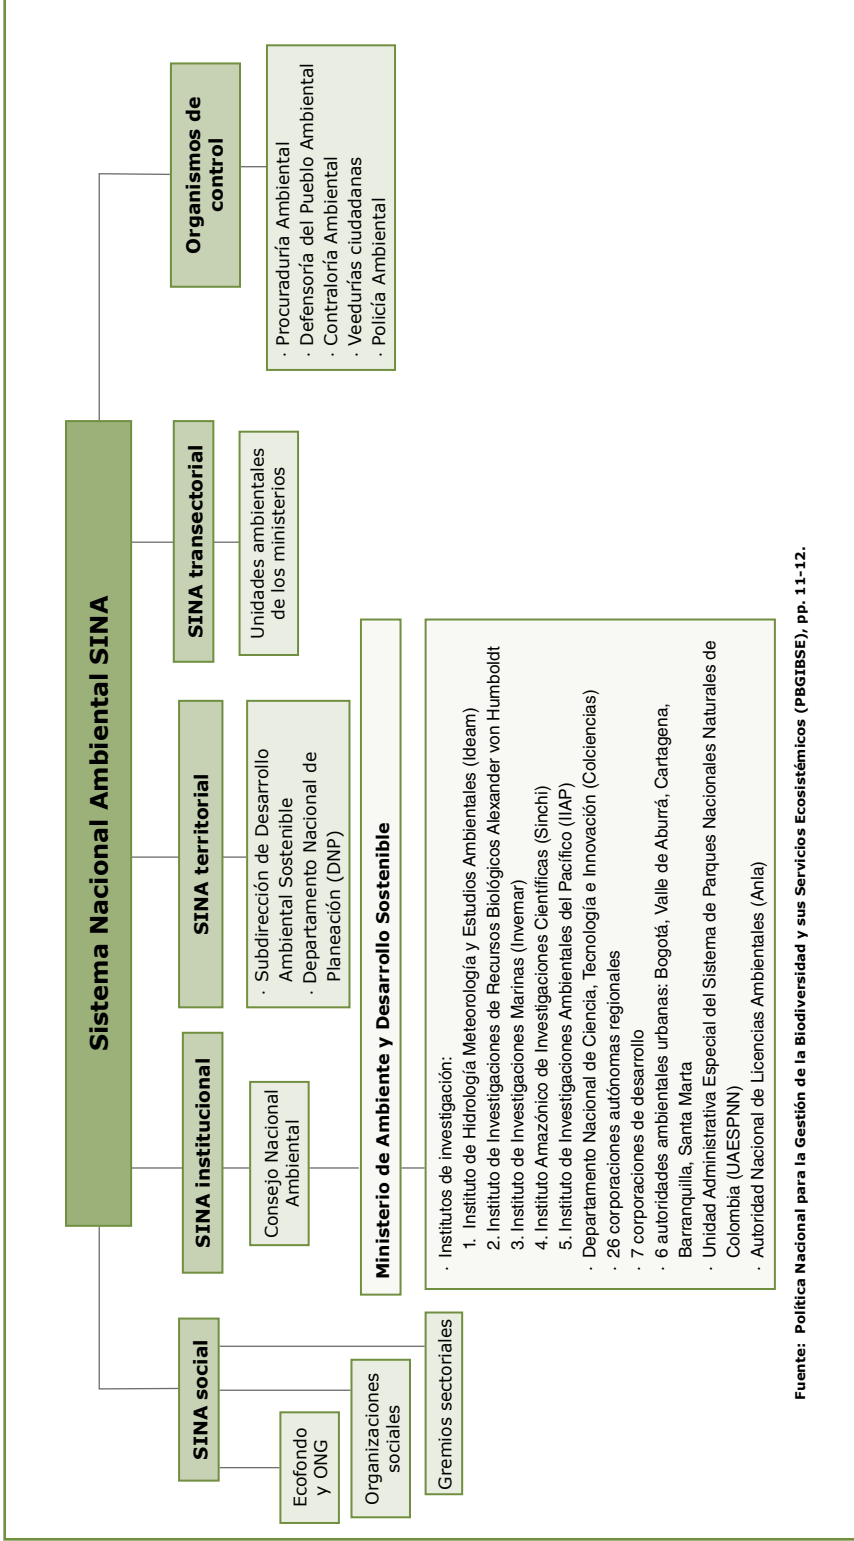 Sistema Nacional Ambiental SINA
SINA social
Ecofondo
y ONG
Organizaciones
sociales
Gremios sectoriales
SINA institucional
Consejo Nacional
Ambiental
Ministerio de Ambiente y Desarrollo Sostenible
· Institutos de investigación:
1. Instituto de Hidrología Meteorología y Estudios Ambientales (Ideam)
2. Instituto de Investigaciones de Recursos Biológicos Alexander von Humboldt
3. Instituto de Investigaciones Marinas (Invemar)
4. Instituto Amazónico de Investigaciones Científicas (Sinchi)
5. Instituto de Investigaciones Ambientales del Pacífico (IIAP)
· Departamento Nacional de Ciencia, Tecnología e Innovación (Colciencias)
· 26 corporaciones autónomas regionales
· 7 corporaciones de desarrollo
· 6 autoridades ambientales urbanas: Bogotá, Valle de Aburrá, Cartagena,
Barranquilla, Santa Marta
· Unidad Administrativa Especial del Sistema de Parques Nacionales Naturales de
Colombia (UAESPNN)
· Autoridad Nacional de Licencias Ambientales (Anla)
SINA territorial
· Subdirección de Desarrollo
Ambiental Sostenible
· Departamento Nacional de
Planeación (DNP)
SINA transectorial
Unidades ambientales
de los ministerios
Organismos de
control
· Procuraduría Ambiental
· Defensoría del Pueblo Ambiental
· Contraloría Ambiental
· Veedurías ciudadanas
· Policía Ambiental
Fuente: Política Nacional para la Gestión de la Biodiversidad y sus Servicios Ecosistémicos (PBGIBSE), pp. 11-12.